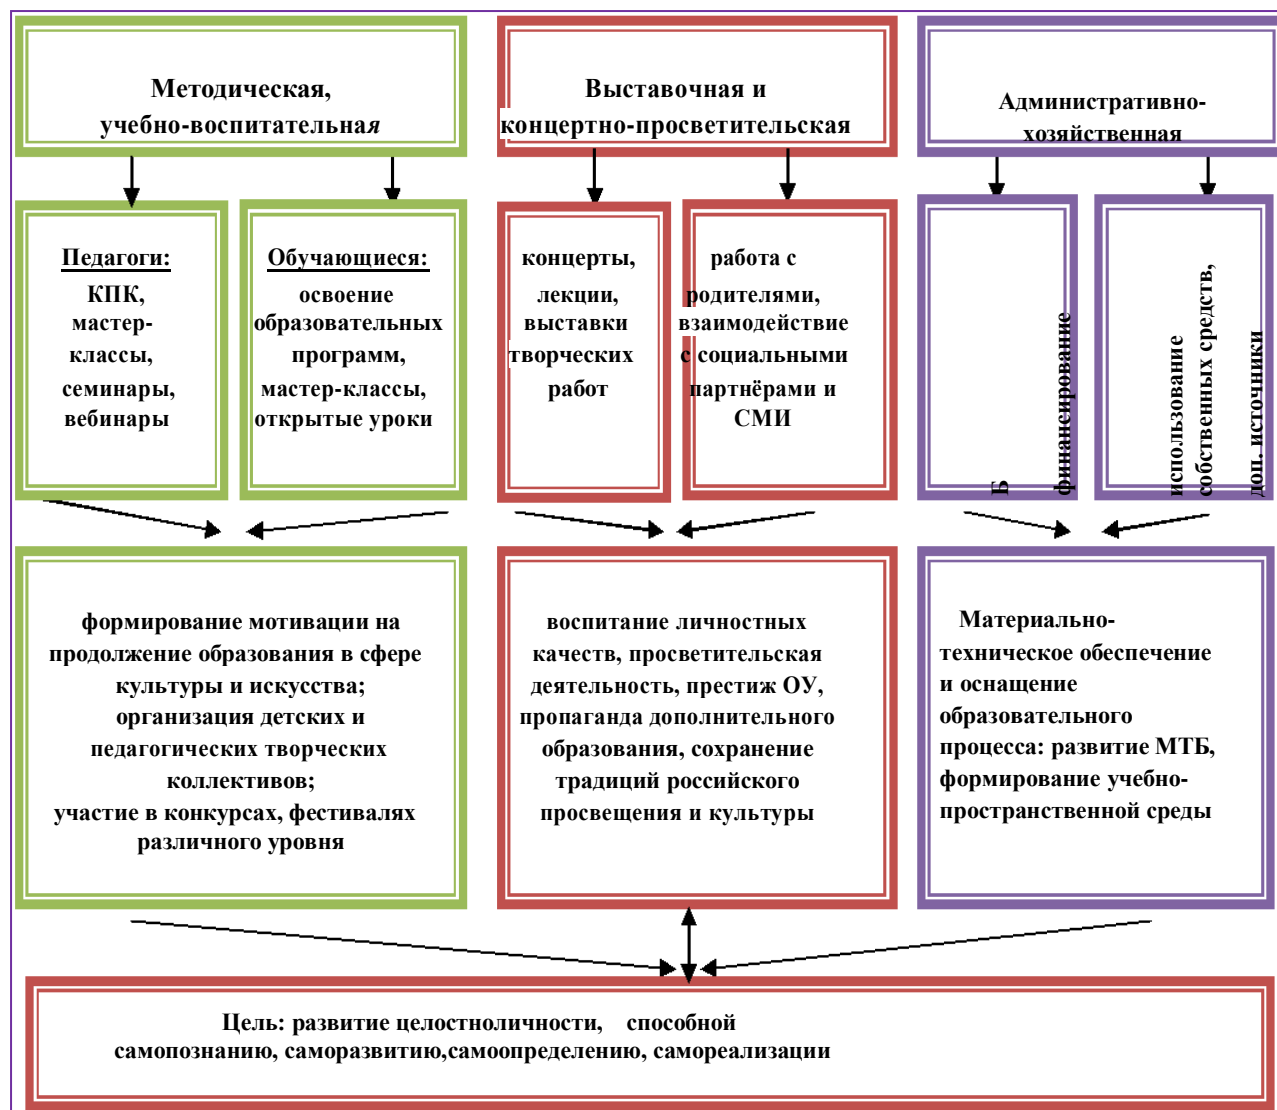 Методическая,
учебно-воспитательная
Выставочная и
концертно-просветительская
Административно-
хозяйственная
Педагоги:
КПК,
мастер-
классы,
семинары,
вебинары
Обучающиеся:
освоение
образовательных
программ,
мастер-классы,
открытые уроки
концерты,
лекции,
выставки
творческих
работ
работа с
родителями,
взаимодействие
с социальными
партнёрами и
СМИ
Б
финансирование
использование
собственных средств,
доп. источники
формирование мотивации на
продолжение образования в сфере
культуры и искусства;
организация детских и
педагогических творческих
коллективов;
участие в конкурсах, фестивалях
различного уровня
воспитание личностных
качеств, просветительская
деятельность, престиж ОУ,
пропаганда дополнительного
образования, сохранение
традиций российского
просвещения и культуры
Материально-
техническое обеспечение
и оснащение
образовательного
процесса: развитие МТБ,
формирование учебно-
пространственной среды
Цель: развитие целостноличности, способной
самопознанию, саморазвитию,самоопределению, самореализации